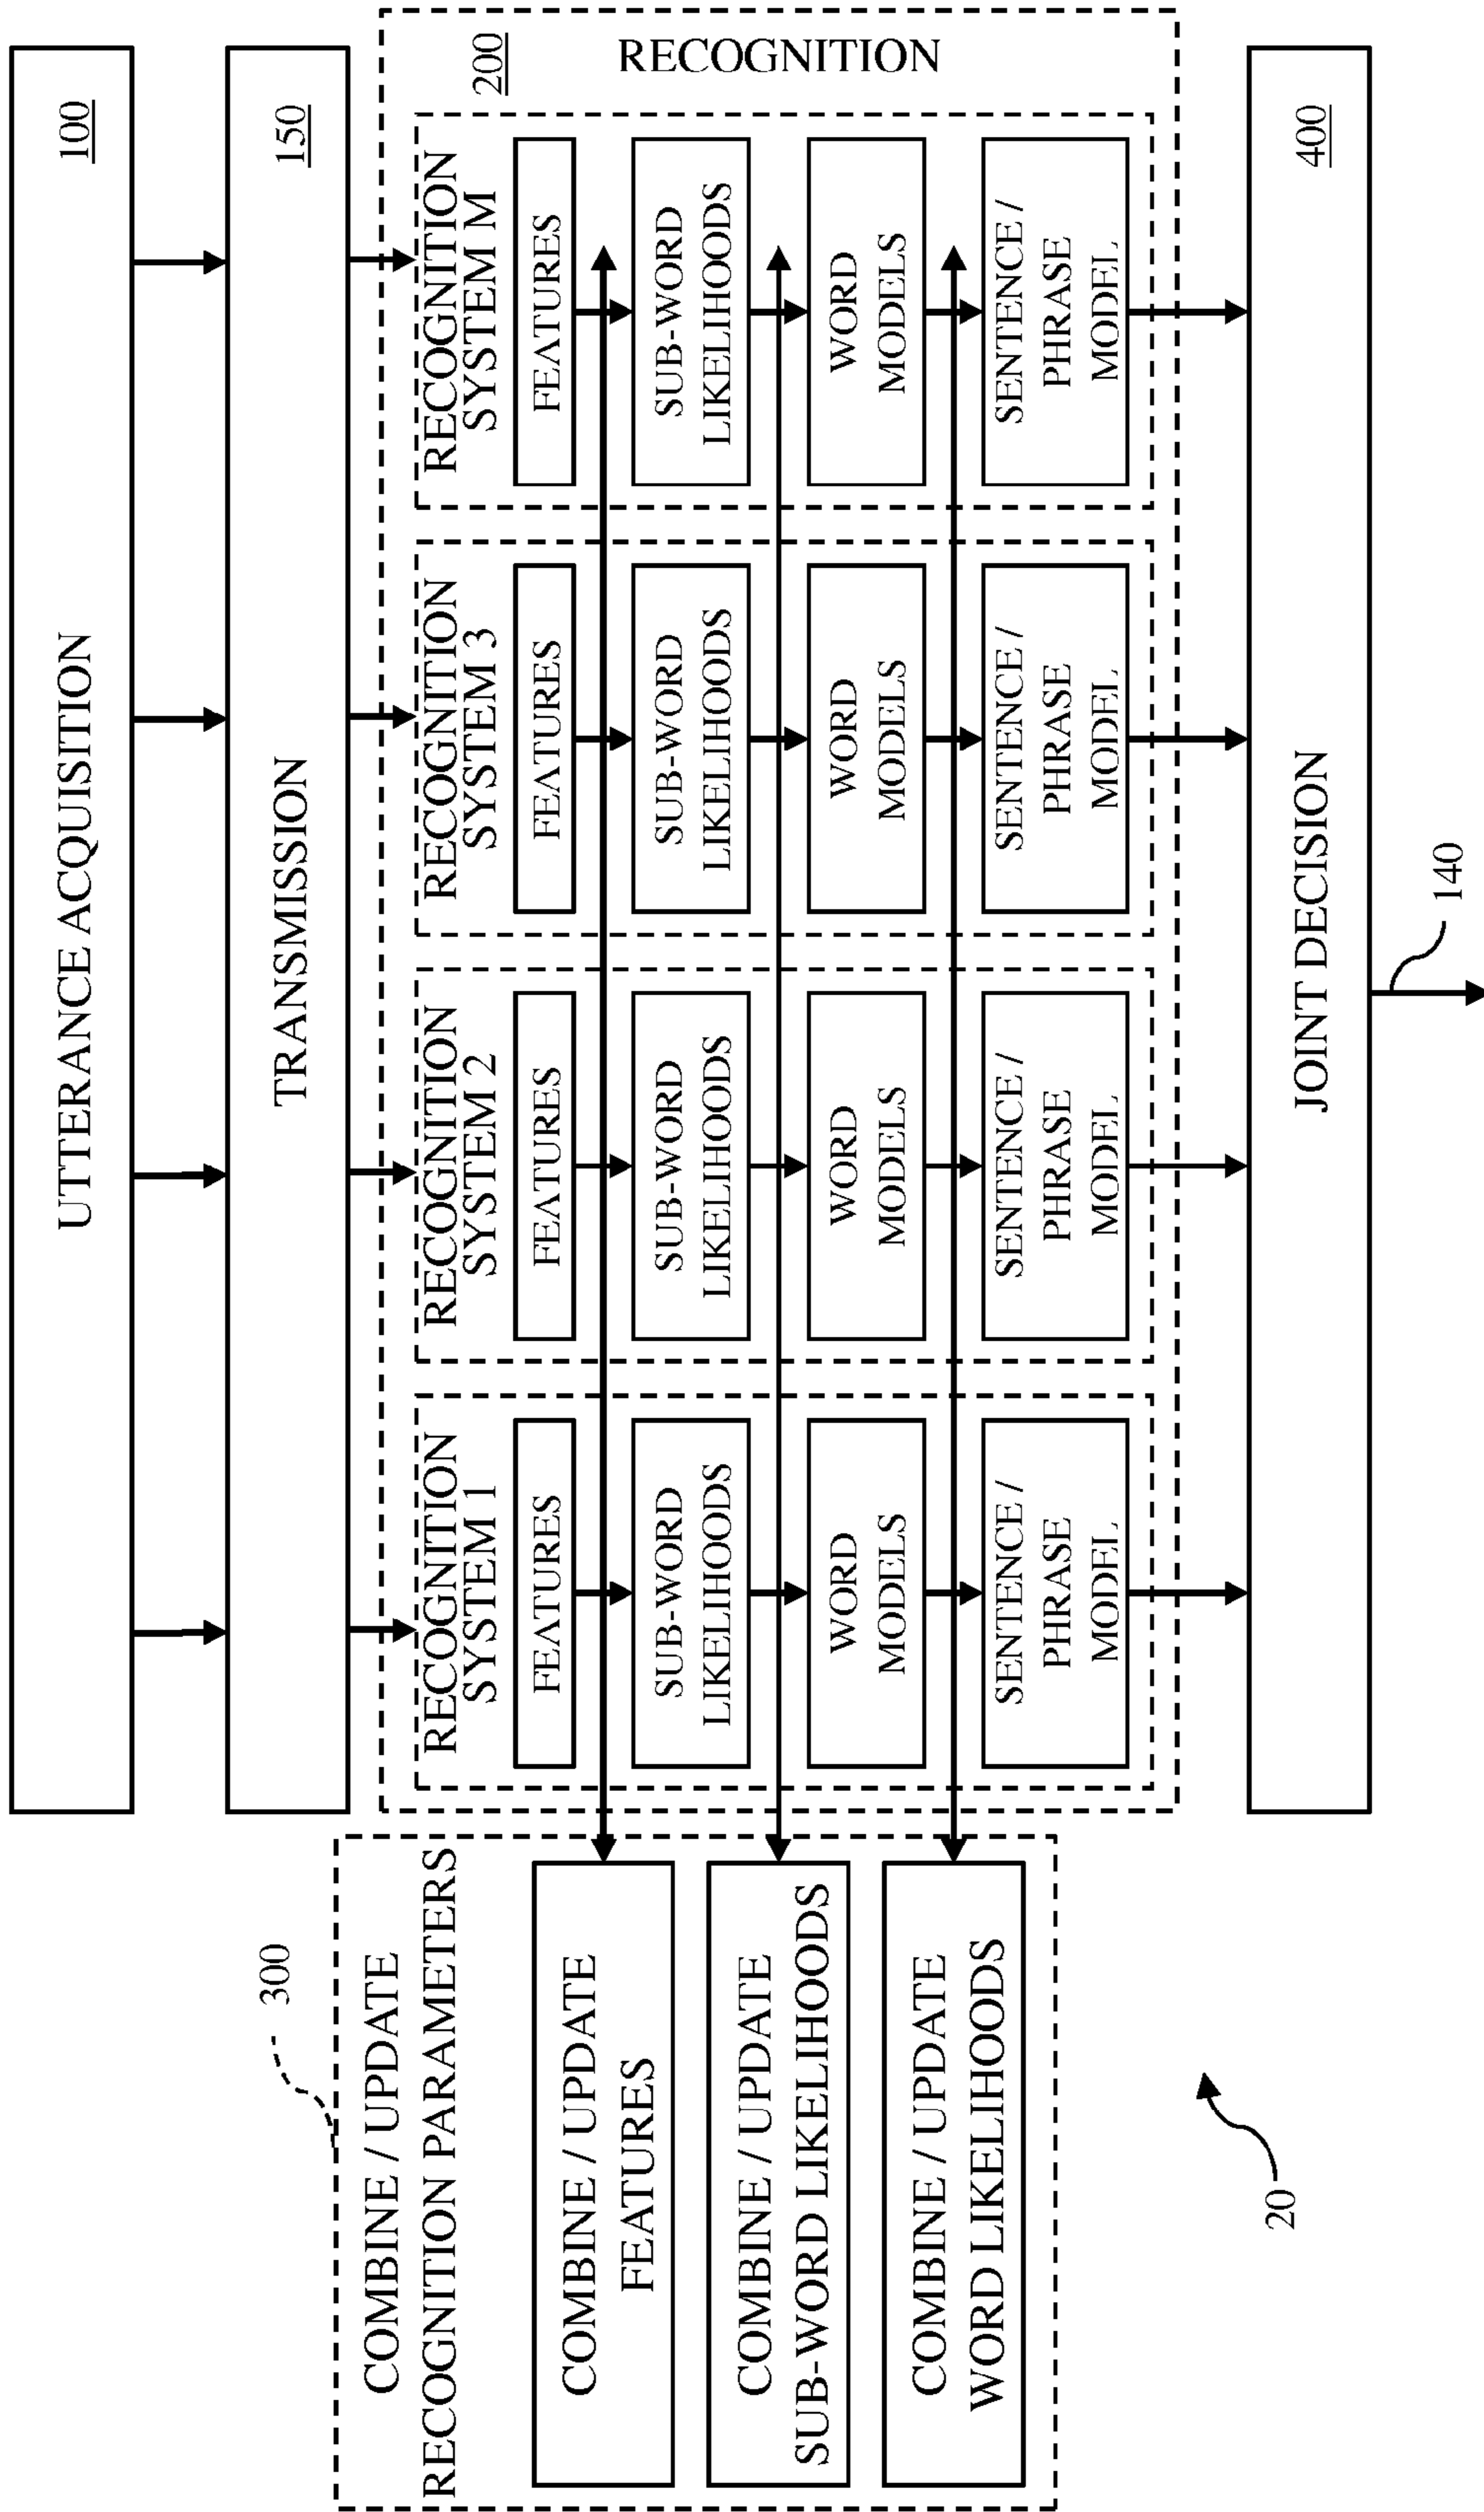 UTTERANCE ACQUISITION
100
TRANSMISSION
150
200
RECOGNITION
RECOGNITION
SYSTEM 1
FEATURES
SUB-WORD
LIKELIHOODS
WORD
MODELS
SENTENCE /
PHRASE
MODEL
RECOGNITION
SYSTEM 2
FEATURES
SUB-WORD
LIKELIHOODS
WORD
MODELS
SENTENCE /
PHRASE
MODEL
RECOGNITION
SYSTEM 3
FEATURES
SUB-WORD
LIKELIHOODS
WORD
MODELS
SENTENCE /
PHRASE
MODEL
RECOGNITION
SYSTEM M
FEATURES
SUB-WORD
LIKELIHOODS
WORD
MODELS
SENTENCE /
PHRASE
MODEL
300
COMBINE / UPDATE
RECOGNITION PARAMETERS
COMBINE / UPDATE
FEATURES
COMBINE / UPDATE
SUB-WORD LIKELIHOODS
COMBINE / UPDATE
WORD LIKELIHOODS
JOINT DECISION
400
140
20